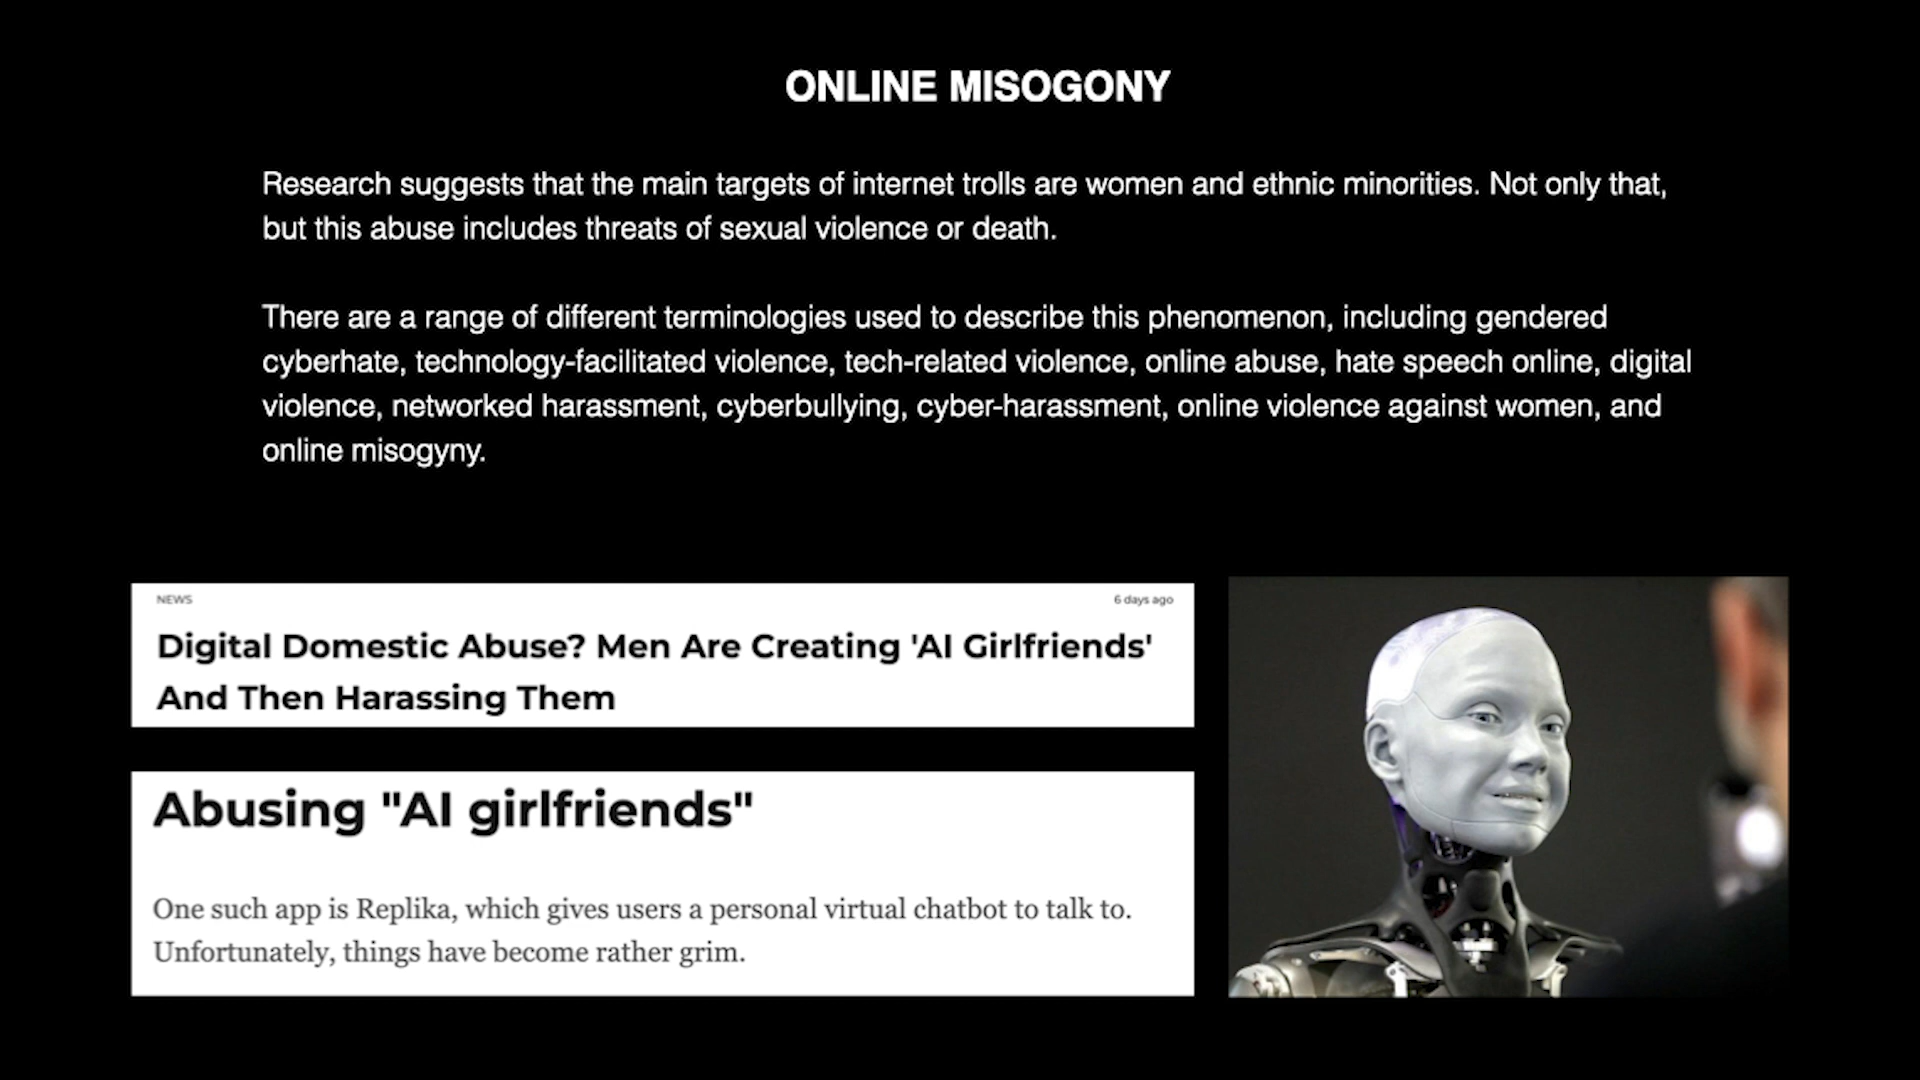 ONLINE MISOGONY
Research suggests that the main targets of internet trolls are women and ethnic minorities. Not only that,
but this abuse includes threats of sexual violence or death.
There are a range of different terminologies used to describe this phenomenon, including gendered
cyberhate, technology-facilitated violence, tech-related violence, online abuse, hate speech online, digital
violence, networked harassment, cyberbullying, cyber-harassment, online violence against women, and
online misogyny.
NEWS
6 days ago
Digital Domestic Abuse? Men Are Creating 'AI Girlfriends'
And Then Harassing Them
Abusing "AI girlfriends"
One such app is Replika, which gives users a personal virtual chatbot to talk to.
Unfortunately, things have become rather grim.